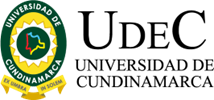 UNIVERSIDAD DE
CUNDINAMARCA
EX UMBRA IN SOLEM
UDEC
UNIVERSIDAD DE
CUNDINAMARCA